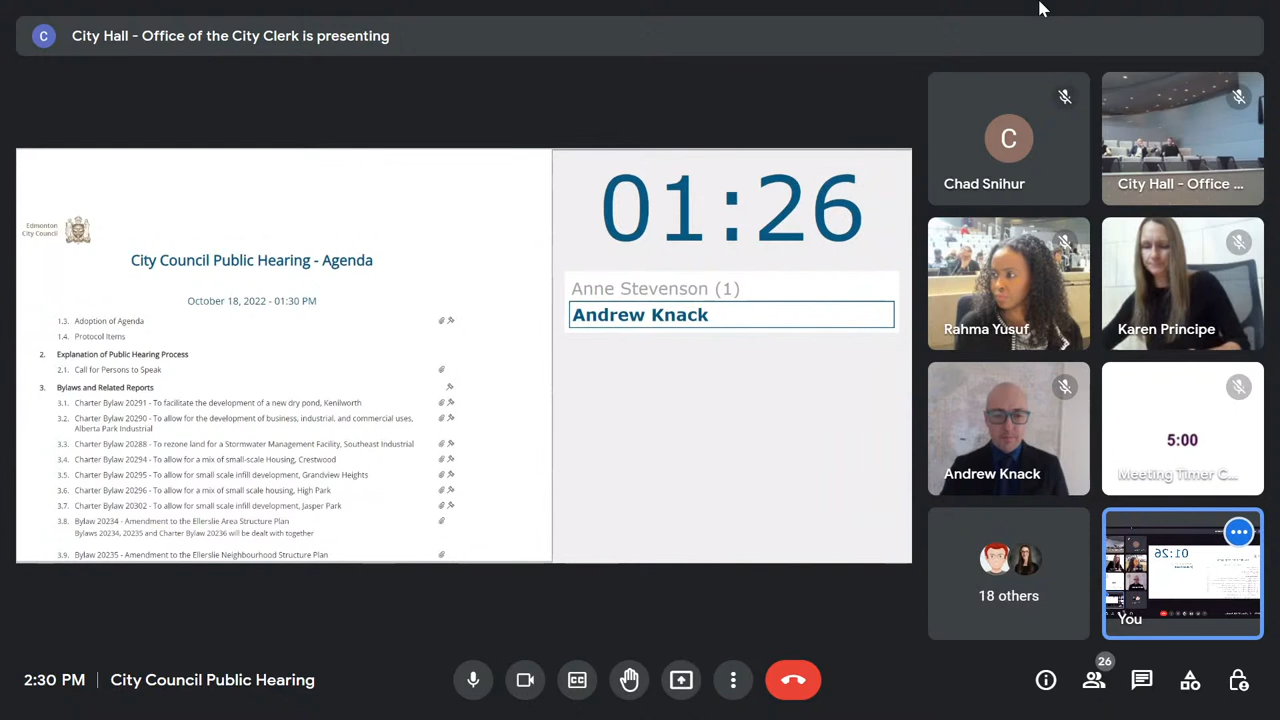 C City Hall - Office of the City Clerk is presenting
Edmonton
City Council
City Council Public Hearing - Agenda
October 18, 2022 - 01:30 PM
1.3. Adoption of Agenda
1.4. Protocol Items
2. Explanation of Public Hearing Process
2.1. Call for Persons to Speak
3. Bylaws and Related Reports
3.1. Charter Bylaw 20291 - To facilitate the development of a new dry pond, Kenilworth
3.2. Charter Bylaw 20290 - To allow for the development of business, industrial, and commercial uses,
Alberta Park Industrial
3.3. Charter Bylaw 20288 - To rezone land for a Stormwater Management Facility, Southeast Industrial
3.4. Charter Bylaw 20294 - To allow for a mix of small-scale Housing, Crestwood
3.5. Charter Bylaw 20295 - To allow for small scale infill development, Grandview Heights
3.6. Charter Bylaw 20296 - To allow for a mix of small scale housing, High Park
3.7. Charter Bylaw 20302 - To allow for small scale infill development, Jasper Park
3.8. Bylaw 20234 - Amendment to the Ellerslie Area Structure Plan
Bylaws 20234, 20235 and Charter Bylaw 20236 will be dealt with together
3.9. Bylaw 20235 - Amendment to the Ellerslie Neighbourhood Structure Plan
01:26
Anne Stevenson (1)
Andrew Knack
C
Chad Snihur
City Hall - Office ...
Rahma Yusuf
Karen Principe
Andrew Knack
5:00
Meeting Timer C...
18 others
01:26
You
2:30 PM | City Council Public Hearing
CC
26